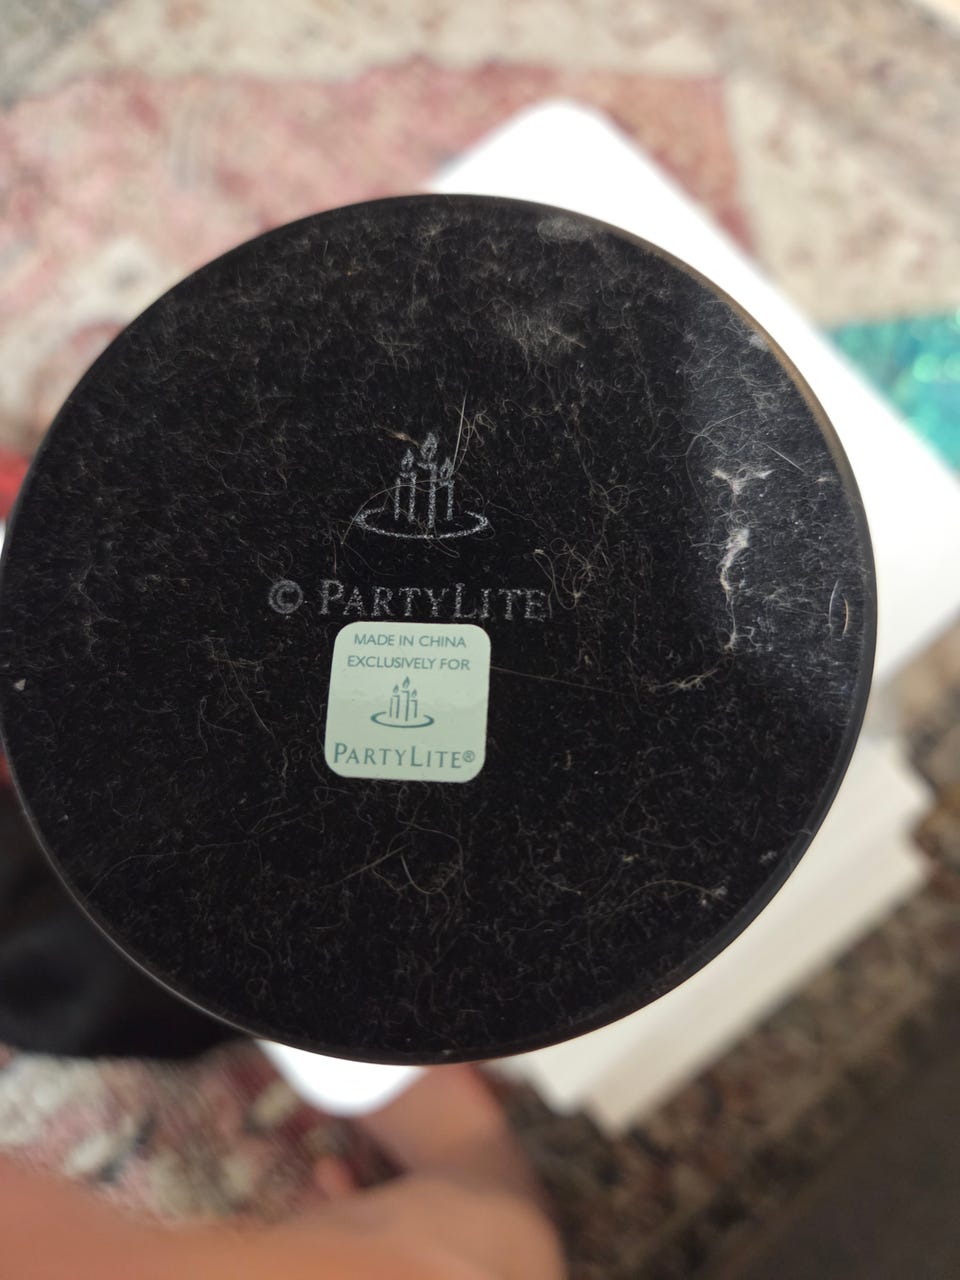 © PARTYLITE
MADE IN CHINA
EXCLUSIVELY FOR
PARTYLITE®